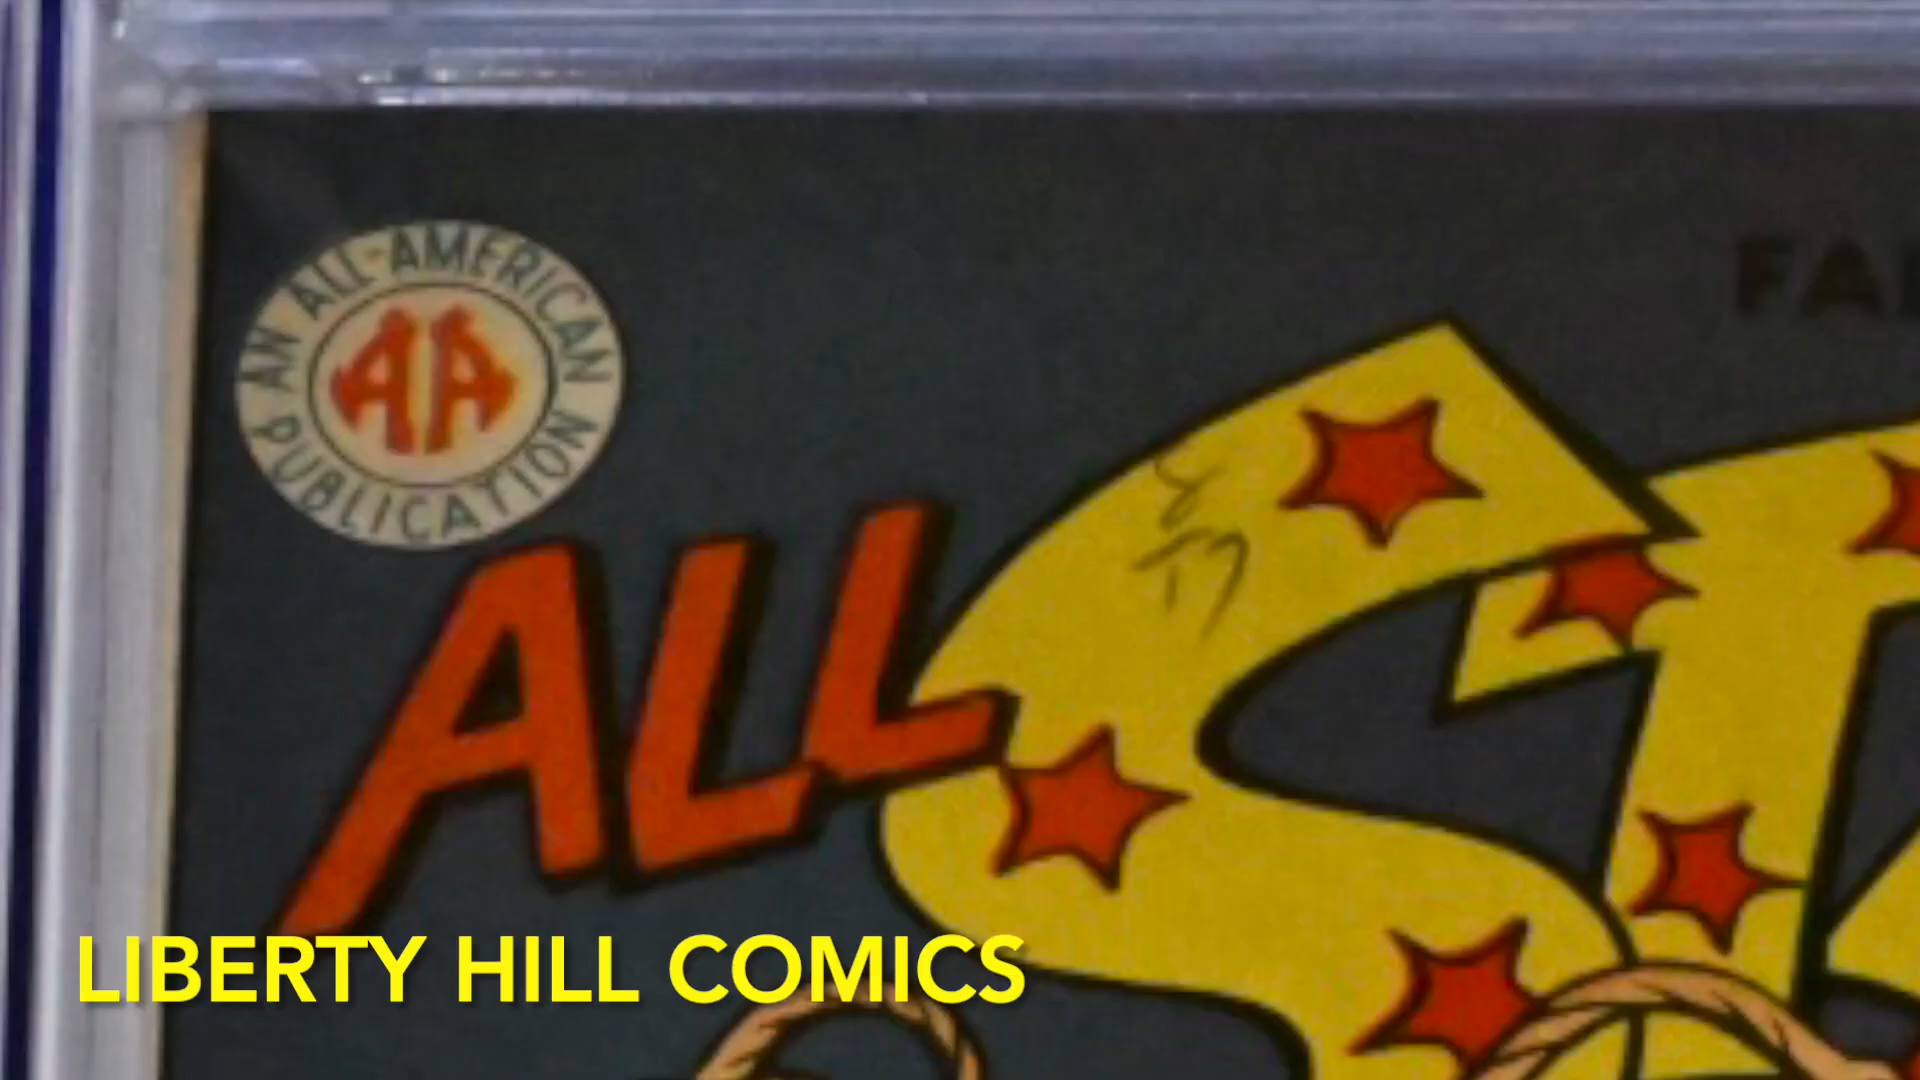 AN ALL-AMERICAN
AA
PUBLICATION
ALL
LIBERTY HILL COMICS